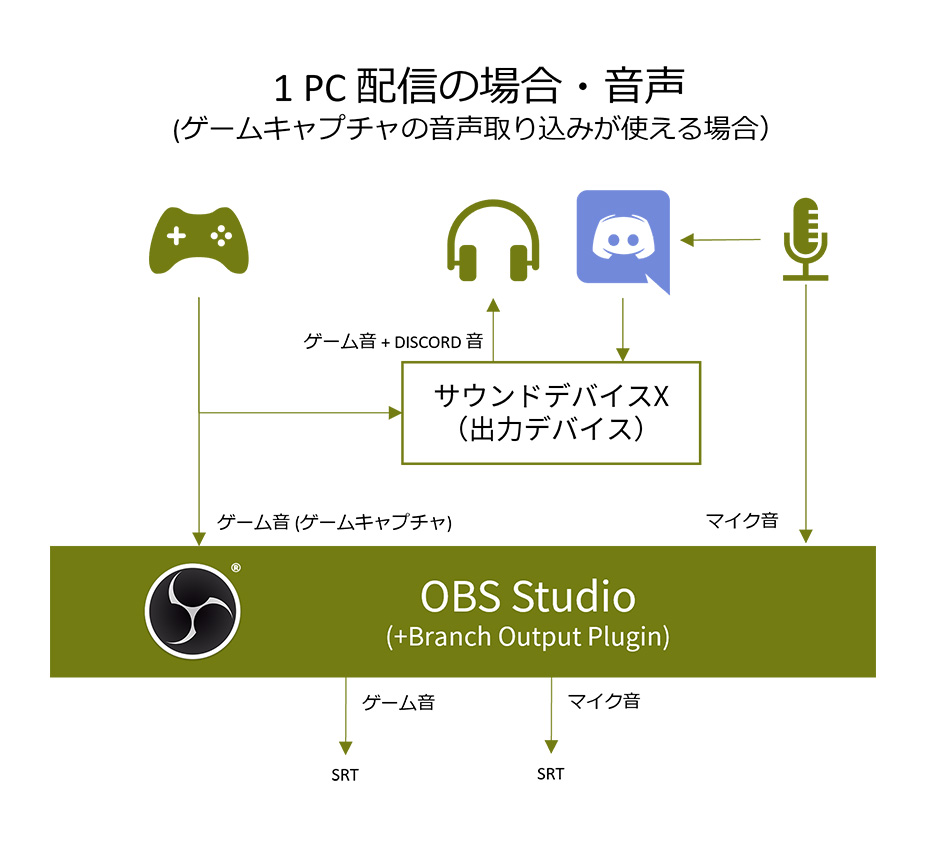 1 PC 配信の場合・音声
(ゲームキャプチャの音声取り込みが使える場合）
ゲーム音 + DISCORD 音
サウンドデバイスX
（出力デバイス）
ゲーム音 (ゲームキャプチャ)
マイク音
®
OBS Studio
(+Branch Output Plugin)
ゲーム音
マイク音
SRT
SRT